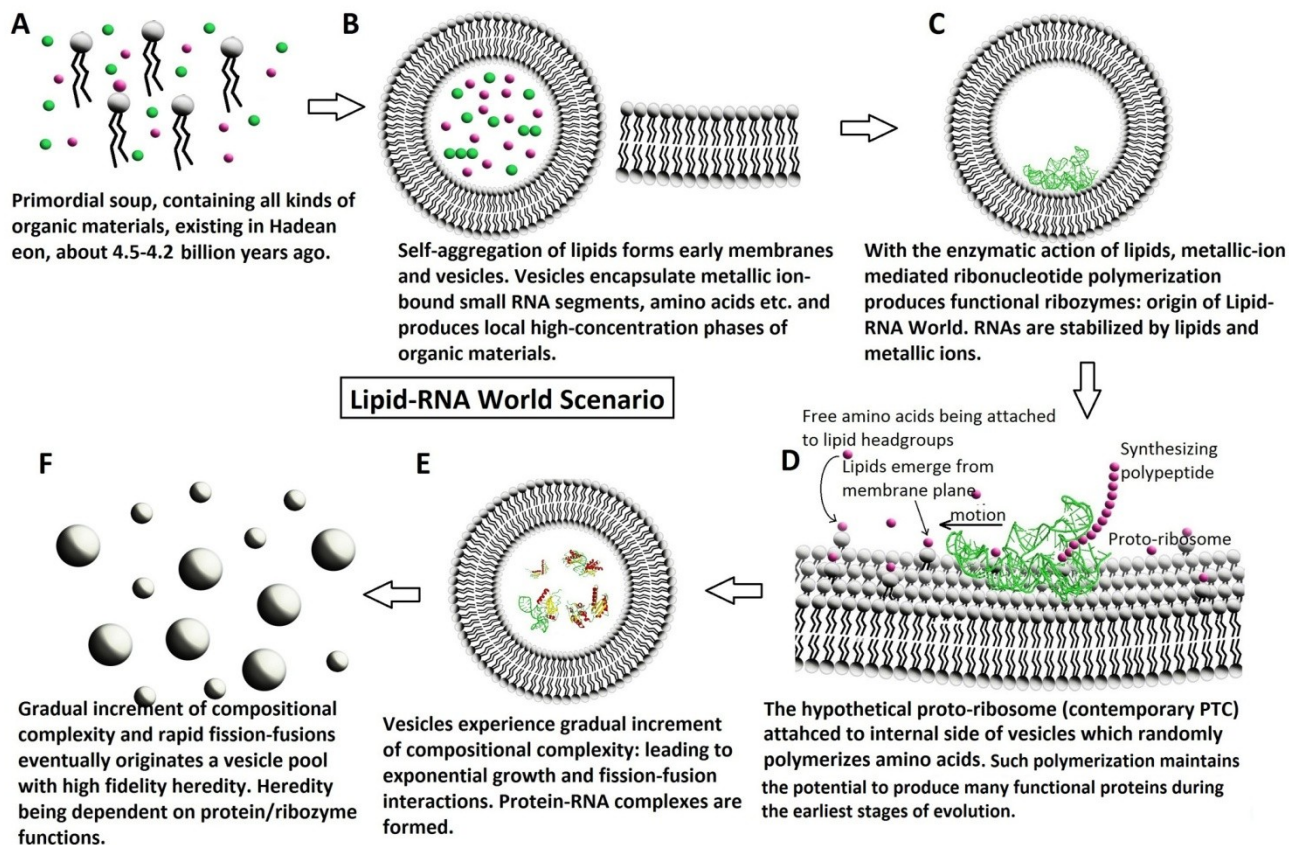 A
Primordial soup, containing all kinds of
organic materials, existing in Hadean
eon, about 4.5-4.2 billion years ago.
B
Self-aggregation of lipids forms early membranes
and vesicles. Vesicles encapsulate metallic ion-
bound small RNA segments, amino acids etc. and
produces local high-concentration phases of
organic materials.
C
With the enzymatic action of lipids, metallic-ion
mediated ribonucleotide polymerization
produces functional ribozymes: origin of Lipid-
RNA World. RNAs are stabilized by lipids and
metallic ions.
Lipid-RNA World Scenario
D
Free amino acids being attached
to lipid headgroups
Lipids emerge from
membrane plane
motion
Synthesizing
polypeptide
Proto-ribosome
The hypothetical proto-ribosome (contemporary PTC)
attahced to internal side of vesicles which randomly
polymerizes amino acids. Such polymerization maintains
the potential to produce many functional proteins during
the earliest stages of evolution.
E
Vesicles experience gradual increment
of compositional complexity: leading to
exponential growth and fission-fusion
interactions. Protein-RNA complexes are
formed.
F
Gradual increment of compositional
complexity and rapid fission-fusions
eventually originates a vesicle pool
with high fidelity heredity. Heredity
being dependent on protein/ribozyme
functions.